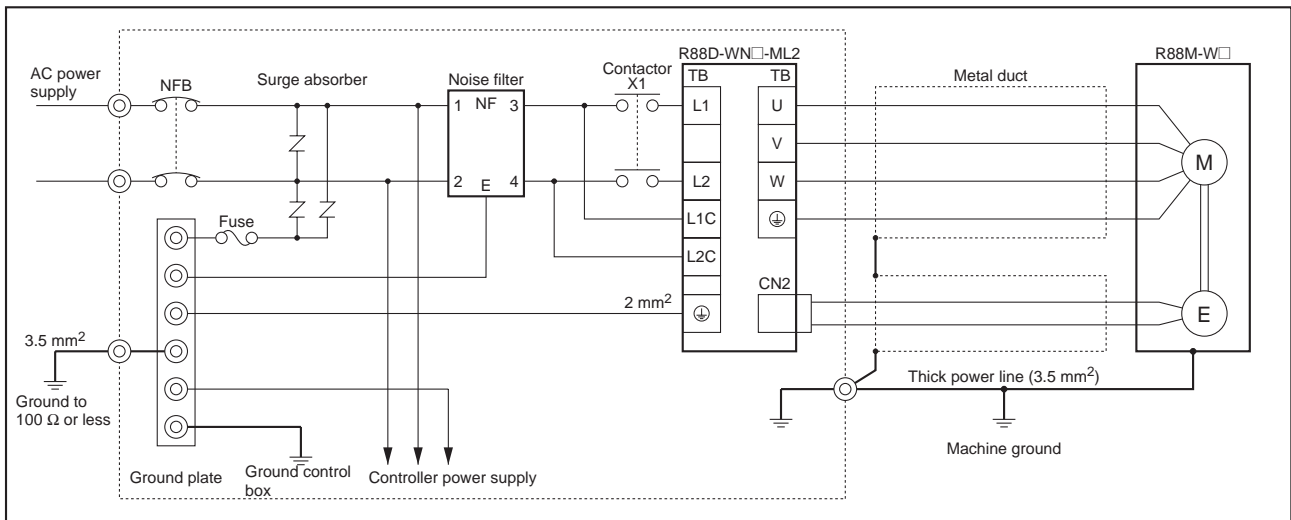 R88D-WN□-ML2
R88M-W□
AC power
supply
NFB
Surge absorber
Noise filter
Contactor
X1
TB
TB
Metal duct
1 NF 3
L1
U
V
M
2 E 4
L2
W
L1C
Fuse
L2C
CN2
2 mm²
E
3.5 mm²
Thick power line (3.5 mm²)
Ground to
100 Ω or less
Machine ground
Ground plate
Ground control
box
Controller power supply